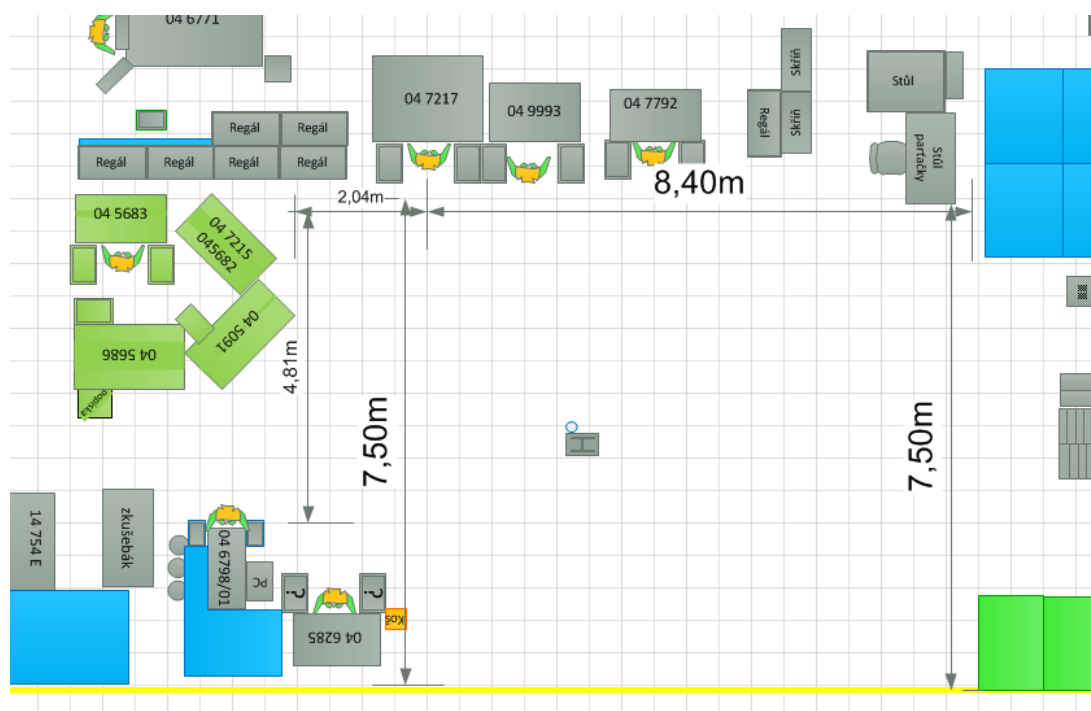 04 6771
04 7217
04 9993
04 7792
Skříň
Regál
Skříň
Stůl
Stůl
parťačky
Regál
Regál
Regál
Regál
Regál
Regál
2,04m
8,40m
04 5683
04 7215
045682
04 5091
04 5686
popiska
4,81m
7,50m
7,50m
H
14 754 E
zkušebák
04 6798/01
PC
?
?
Koš
04 6285